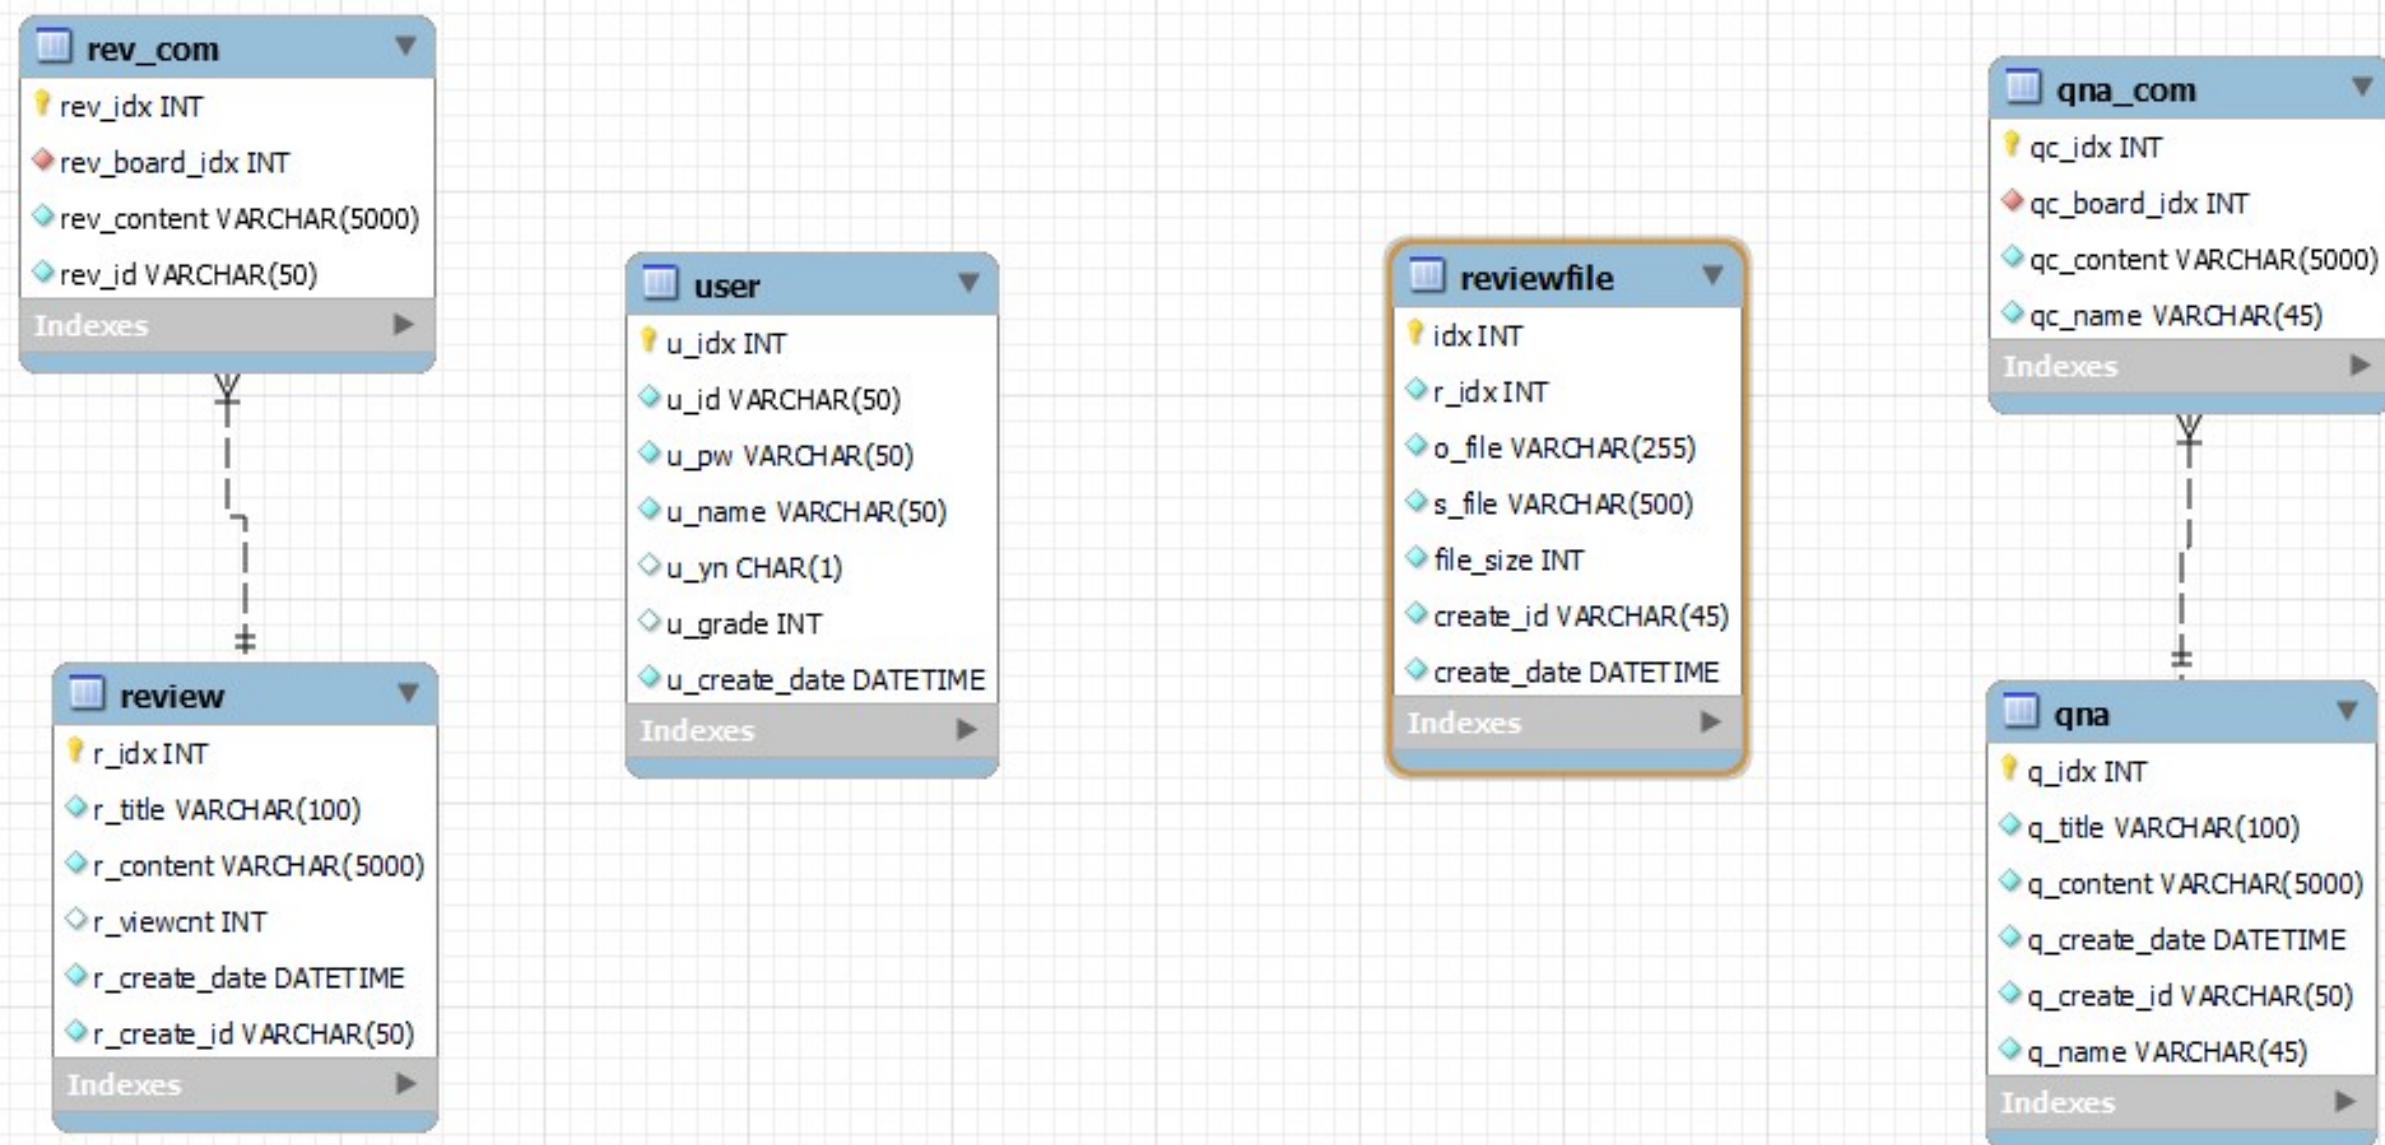 rev_com
rev_idx INT
rev_board_idx INT
rev_content VARCHAR(5000)
rev_id VARCHAR(50)
Indexes
review
r_idx INT
r_title VARCHAR(100)
r_content VARCHAR(5000)
r_viewcnt INT
r_create_date DATETIME
r_create_id VARCHAR(50)
Indexes
user
u_idx INT
u_id VARCHAR(50)
u_pw VARCHAR(50)
u_name VARCHAR(50)
u_yn CHAR(1)
u_grade INT
u_create_date DATETIME
Indexes
reviewfile
idx INT
r_idx INT
o_file VARCHAR(255)
s_file VARCHAR(500)
file_size INT
create_id VARCHAR(45)
create_date DATETIME
Indexes
qna_com
qc_idx INT
qc_board_idx INT
qc_content VARCHAR(5000)
qc_name VARCHAR(45)
Indexes
qna
q_idx INT
q_title VARCHAR(100)
q_content VARCHAR(5000)
q_create_date DATETIME
q_create_id VARCHAR(50)
q_name VARCHAR(45)
Indexes